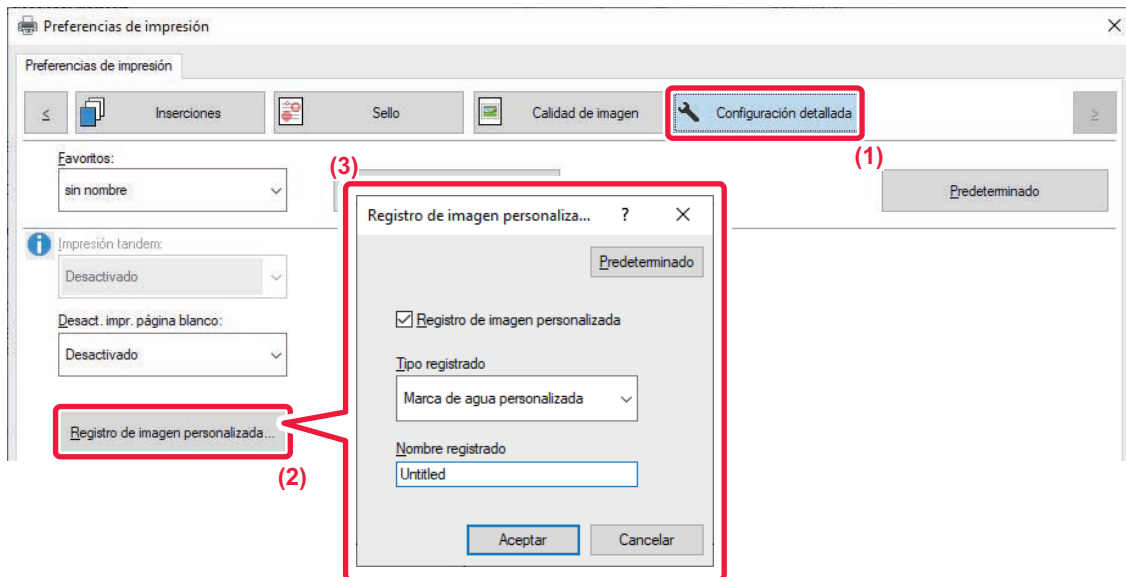 Preferencias de impresión
Preferencias de impresión
< Inserciones Sello Calidad de imagen Configuración detallada >
(1)
Favoritos:
sin nombre
Predeterminado
Impresión tandem:
Desactivado
Desact. impr. página blanco:
Desactivado
Registro de imagen personalizada...
(2)
(3)
Registro de imagen personaliza... ?
Predeterminado
Registro de imagen personalizada
Tipo registrado
Marca de agua personalizada
Nombre registrado
Untitled
Aceptar Cancelar